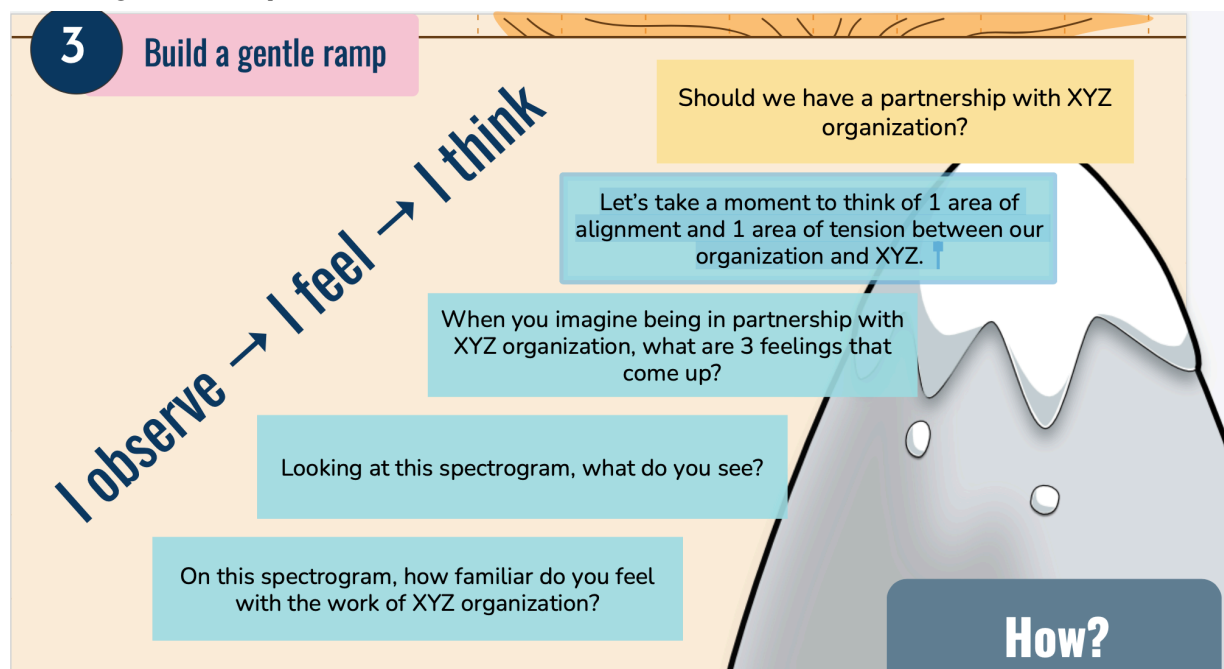 3
Build a gentle ramp
I observe → I feel → I think
Should we have a partnership with XYZ
organization?
Let's take a moment to think of 1 area of
alignment and 1 area of tension between our
organization and XYZ.
When you imagine being in partnership with
XYZ organization, what are 3 feelings that
come up?
Looking at this spectrogram, what do you see?
On this spectrogram, how familiar do you feel
with the work of XYZ organization?
How?